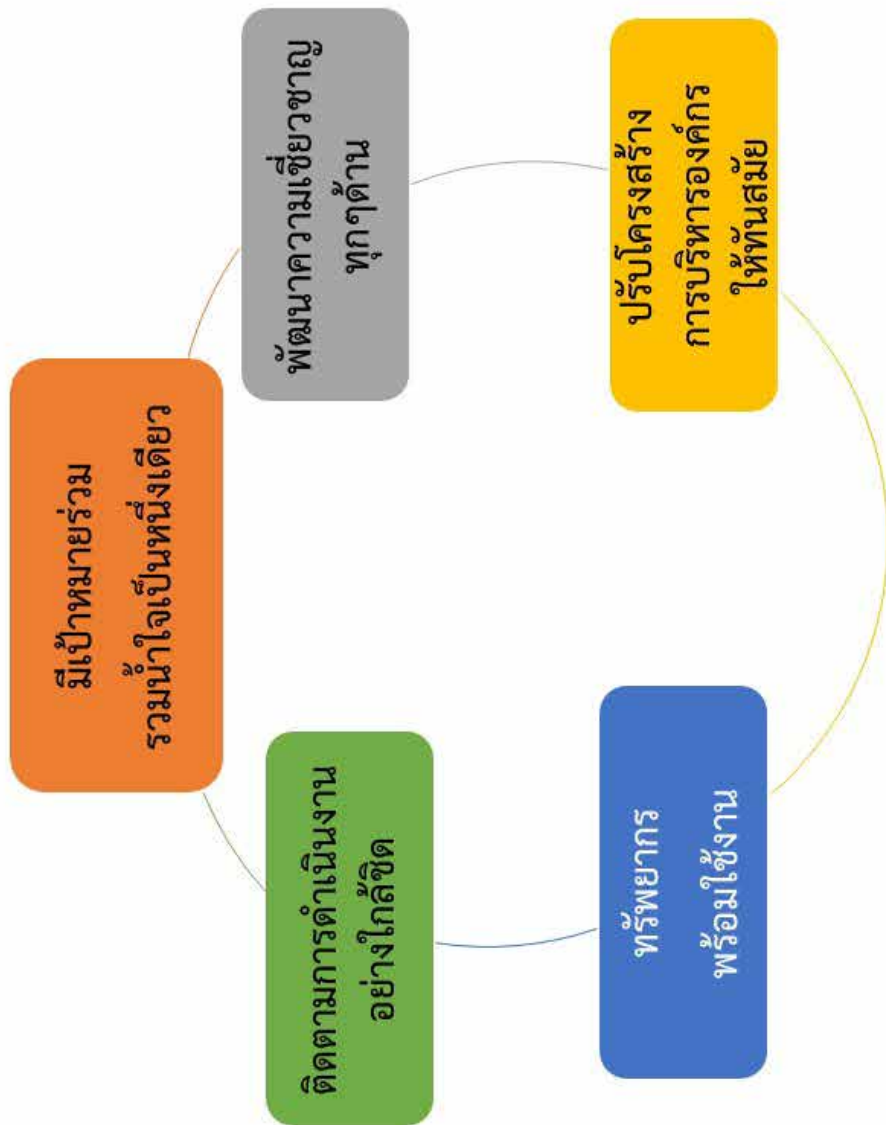 มีเป้าหมายร่วม
รวมน้ำใจเป็นหนึ่งเดียว
พัฒนาความเชี่ยวชาญ
ทุกๆด้าน
ปรับโครงสร้าง
การบริหารองค์กร
ให้ทันสมัย
ทรัพยากร
พร้อมใช้งาน
ติดตามการดำเนินงาน
อย่างใกล้ชิด